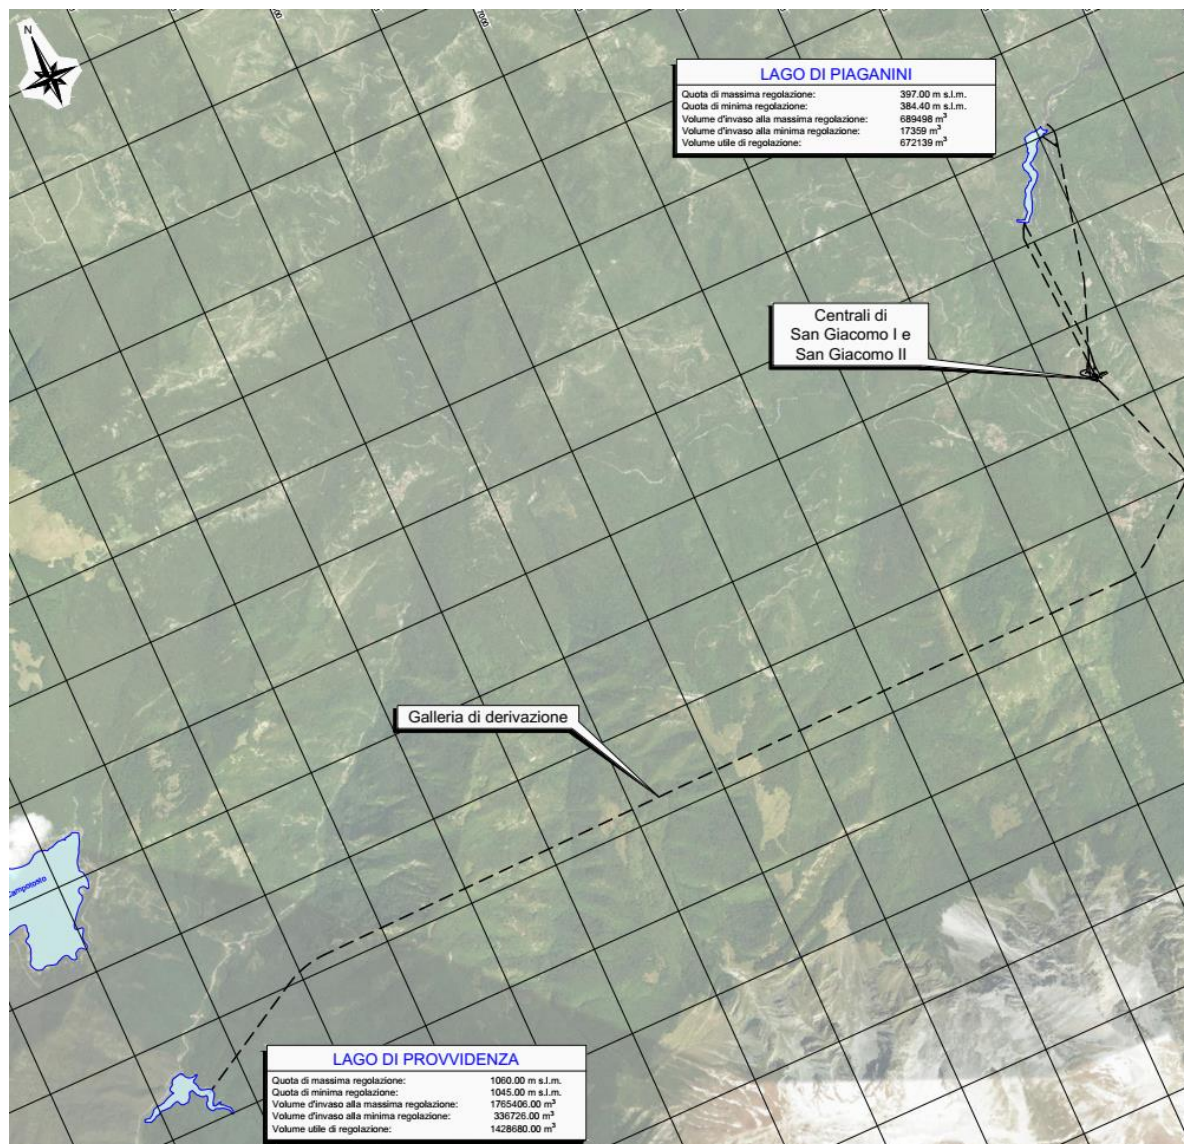 N
7000
LAGO DI PIAGANINI
Quota di massima regolazione: 397.00 m s.l.m.
Quota di minima regolazione: 384.40 m s.l.m.
Volume d'invaso alla massima regolazione: 689498 m³
Volume d'invaso alla minima regolazione: 17359 m³
Volume utile di regolazione: 672139 m³
Centrali di
San Giacomo I e
San Giacomo II
Galleria di derivazione
Campotosto
LAGO DI PROVVIDENZA
Quota di massima regolazione: 1060.00 m s.l.m.
Quota di minima regolazione: 1045.00 m s.l.m.
Volume d'invaso alla massima regolazione: 1765406.00 m³
Volume d'invaso alla minima regolazione: 336726.00 m³
Volume utile di regolazione: 1428680.00 m³